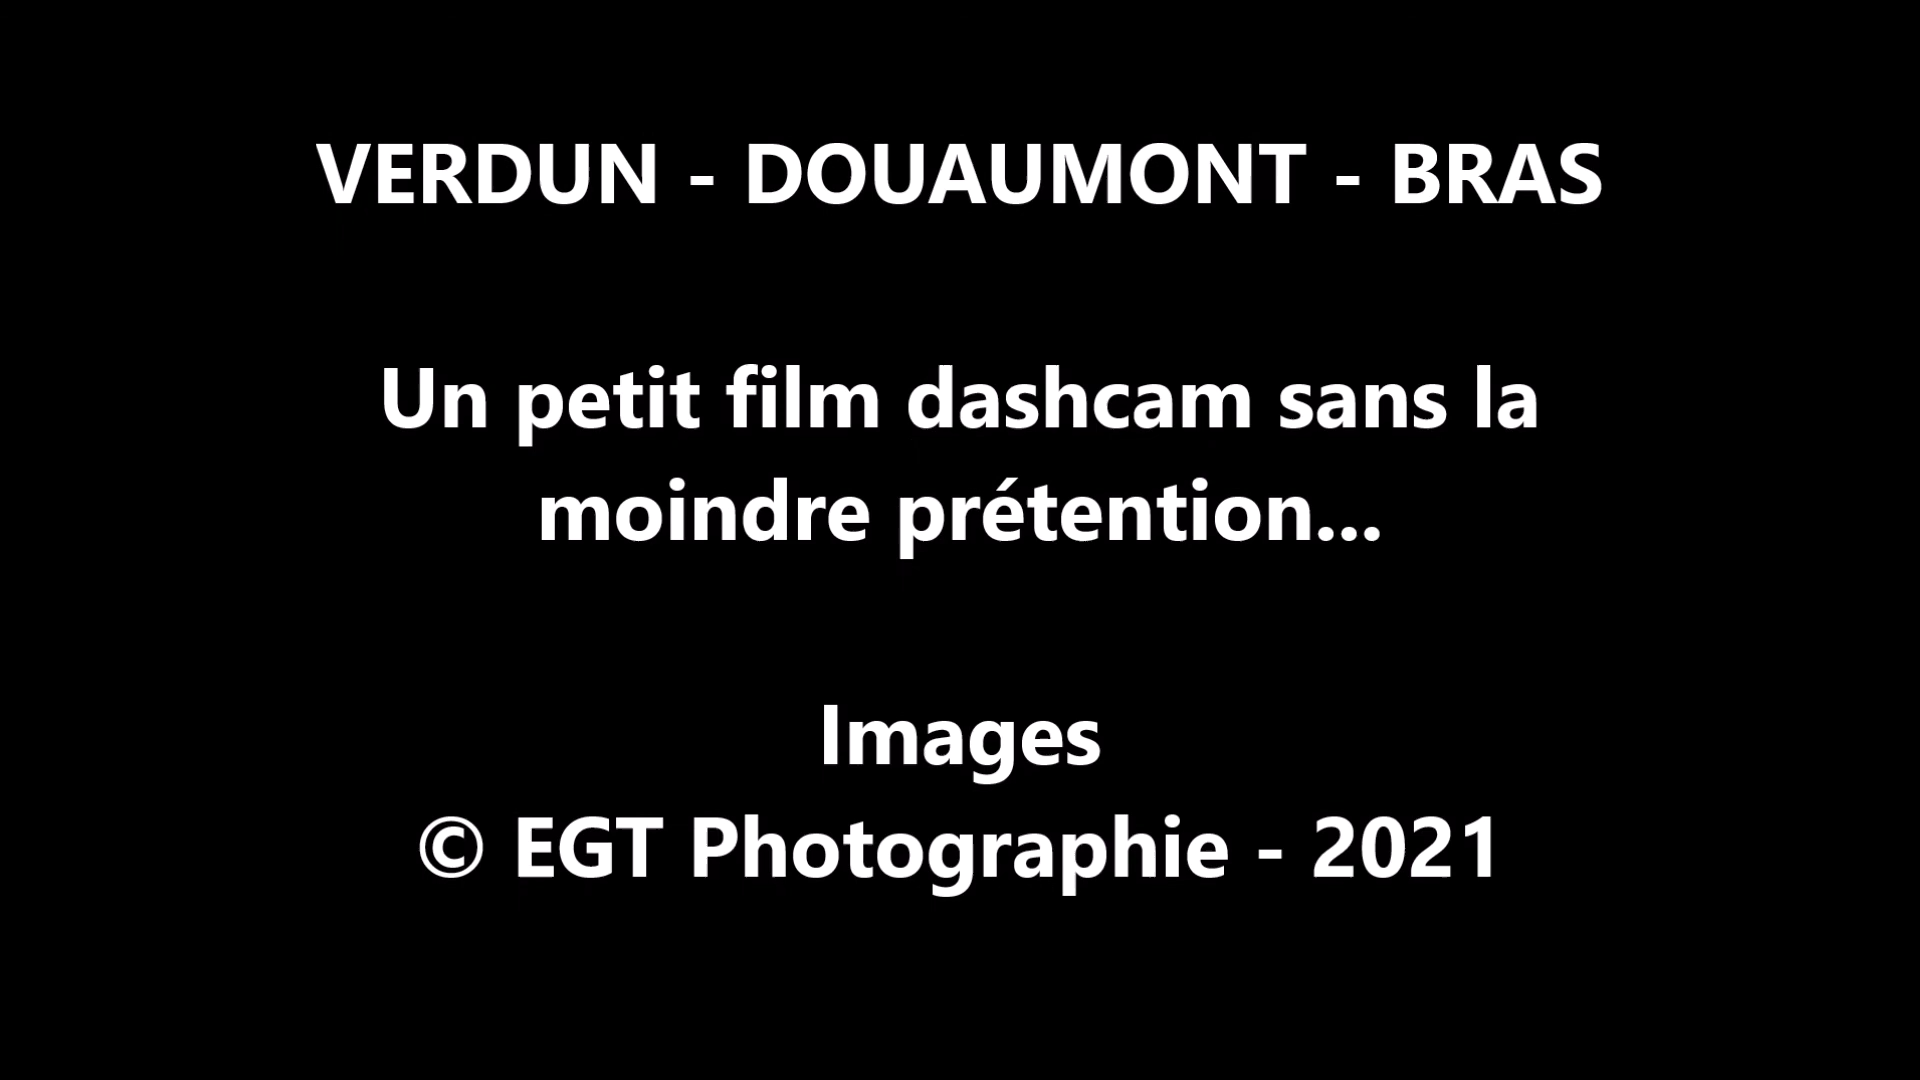 VERDUN - DOUAUMONT - BRAS
Un petit film dashcam sans la
moindre prétention...
Images
© EGT Photographie - 2021